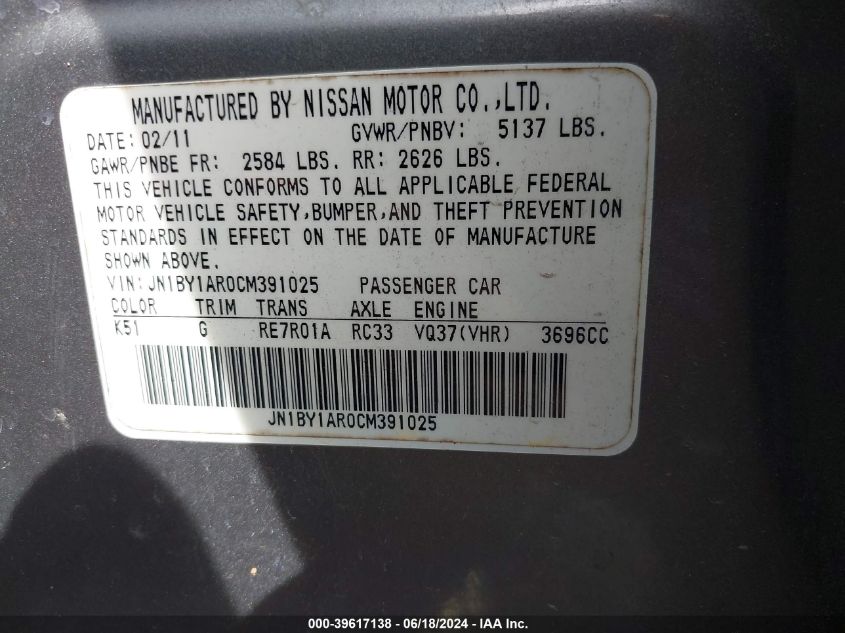 MANUFACTURED BY NISSAN MOTOR CO.,LTD.
DATE: 02/11 GVWR/PNBV: 5137 LBS.
GAWR/PNBE FR: 2584 LBS. RR: 2626 LBS.
THIS VEHICLE CONFORMS TO ALL APPLICABLE FEDERAL
MOTOR VEHICLE SAFETY,BUMPER,AND THEFT PREVENTION
STANDARDS IN EFFECT ON THE DATE OF MANUFACTURE
SHOWN ABOVE.
VIN: JN1BY1AR0CM391025 PASSENGER CAR
COLOR TRIM TRANS AXLE ENGINE
K51 G RE7R01A RC33 VQ37(VHR) 3696CC
JN1BY1AR0CM391025
000-39617138 - 06/18/2024 - IAA Inc.